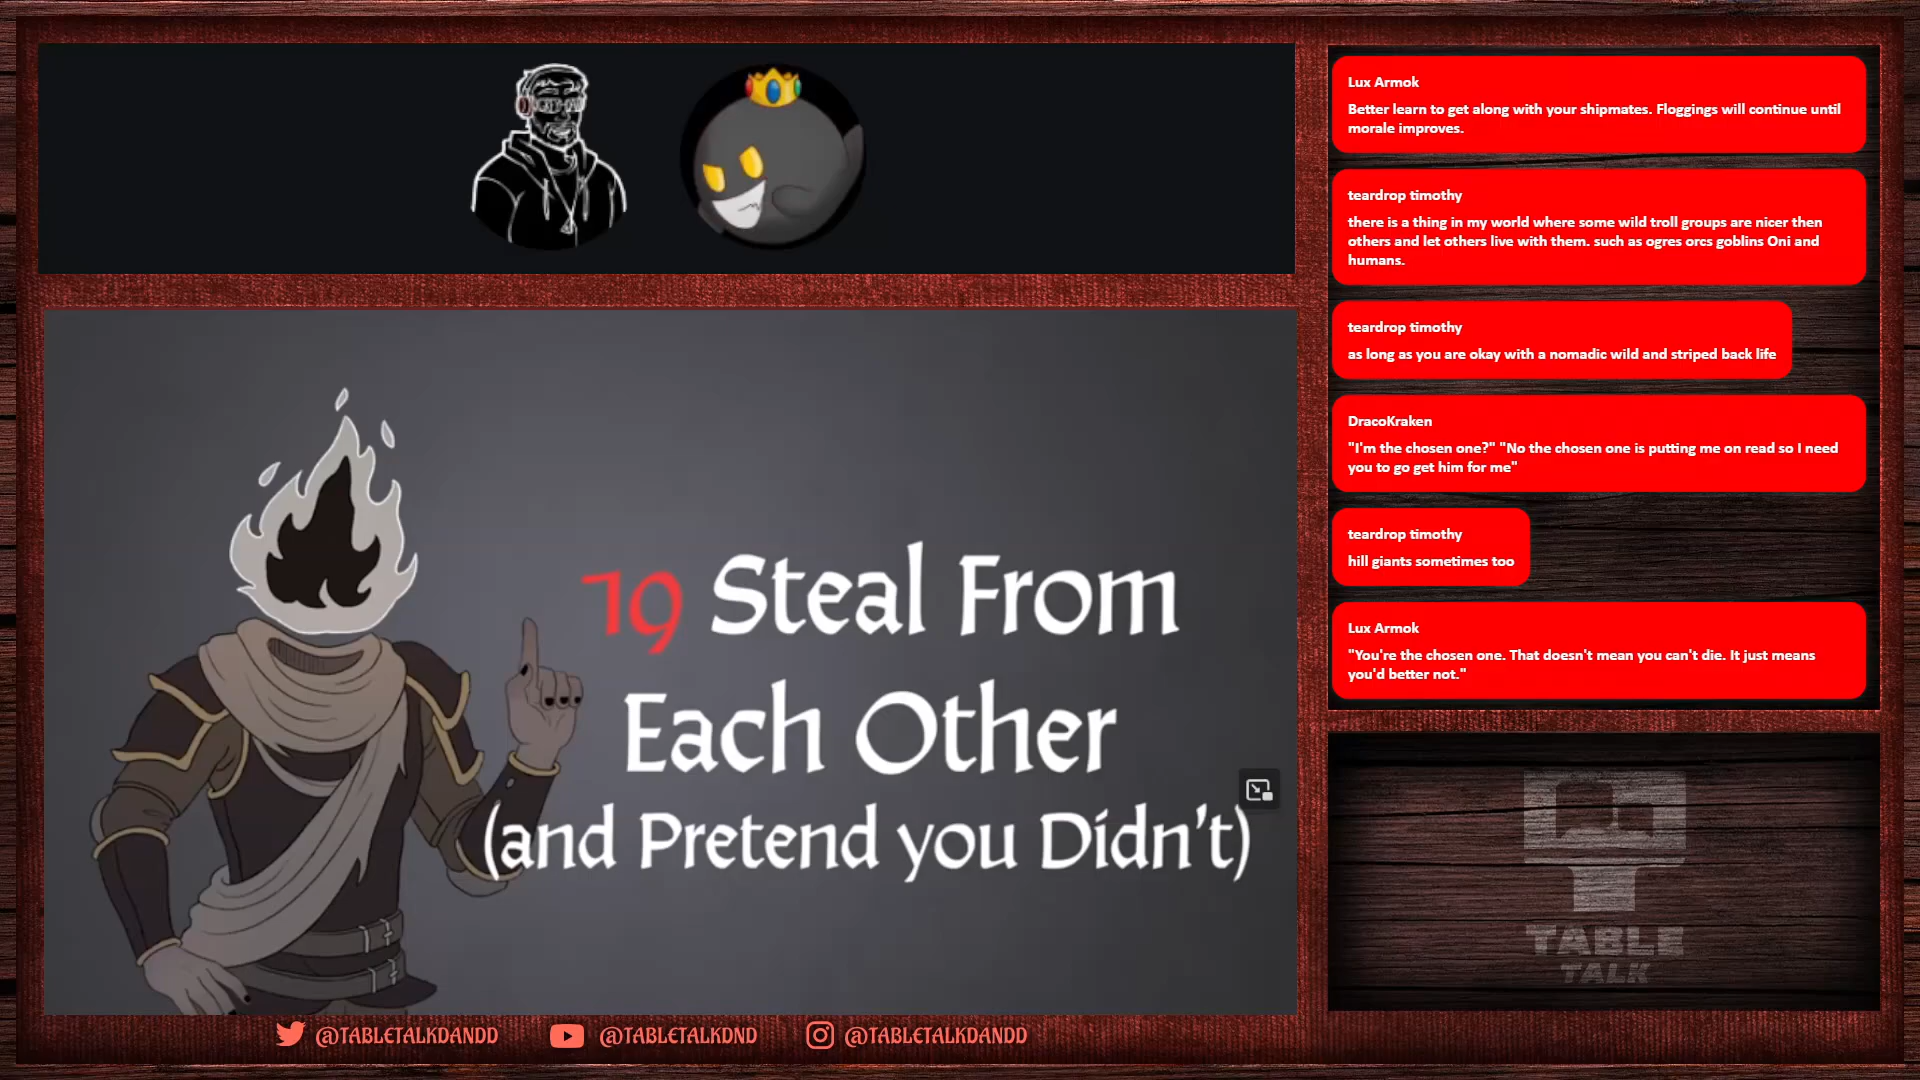 Lux Armok
Better learn to get along with your shipmates. Floggings will continue until
morale improves.
teardrop timothy
there is a thing in my world where some wild troll groups are nicer then
others and let others live with them. such as ogres orcs goblins Oni and
humans.
teardrop timothy
as long as you are okay with a nomadic wild and striped back life
DracoKraken
"I'm the chosen one?" "No the chosen one is putting me on read so I need
you to go get him for me"
teardrop timothy
hill giants sometimes too
Lux Armok
"You're the chosen one. That doesn't mean you can't die. It just means
you'd better not."
19 Steal From
Each Other
(and Pretend you Didn't)
TABLE
TALK
@TABLETALKDANDD
@TABLETALKDND
@TABLETALKDANDD